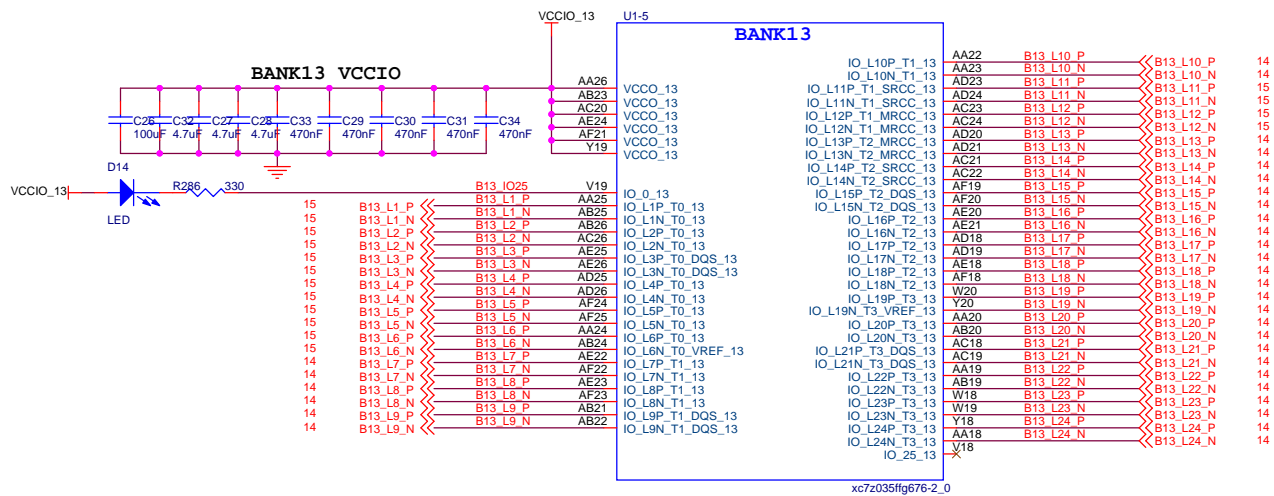 VCCIO_13
U1-5
BANK13
BANK13 VCCIO
C26 C32 C27 C28 C33 C29 C30 C31 C34
100uF 4.7uF 4.7uF 4.7uF 470nF 470nF 470nF 470nF 470nF
AA26 VCCO_13
AB23 VCCO_13
AC20 VCCO_13
AE24 VCCO_13
AF21 VCCO_13
Y19 VCCO_13
D14
VCCIO_13
LED
R286 330
B13_IO25 V19 IO_0_13
15 B13_L1_P B13_L1_P AA25 IO_L1P_T0_13
15 B13_L1_N B13_L1_N AB25 IO_L1N_T0_13
15 B13_L2_P B13_L2_P AB26 IO_L2P_T0_13
15 B13_L2_N B13_L2_N AC26 IO_L2N_T0_13
15 B13_L3_P B13_L3_P AE25 IO_L3P_T0_DQS_13
15 B13_L3_N B13_L3_N AE26 IO_L3N_T0_DQS_13
15 B13_L4_P B13_L4_P AD25 IO_L4P_T0_13
15 B13_L4_N B13_L4_N AD26 IO_L4N_T0_13
15 B13_L5_P B13_L5_P AF24 IO_L5P_T0_13
15 B13_L5_N B13_L5_N AF25 IO_L5N_T0_13
15 B13_L6_P B13_L6_P AA24 IO_L6P_T0_13
15 B13_L6_N B13_L6_N AB24 IO_L6N_T0_VREF_13
14 B13_L7_P B13_L7_P AE22 IO_L7P_T1_13
14 B13_L7_N B13_L7_N AF22 IO_L7N_T1_13
14 B13_L8_P B13_L8_P AE23 IO_L8P_T1_13
14 B13_L8_N B13_L8_N AF23 IO_L8N_T1_13
14 B13_L9_P B13_L9_P AB21 IO_L9P_T1_DQS_13
14 B13_L9_N B13_L9_N AB22 IO_L9N_T1_DQS_13
IO_L10P_T1_13 AA22 B13_L10_P B13_L10_P 14
IO_L10N_T1_13 AA23 B13_L10_N B13_L10_N 14
IO_L11P_T1_SRCC_13 AD23 B13_L11_P B13_L11_P 15
IO_L11N_T1_SRCC_13 AD24 B13_L11_N B13_L11_N 15
IO_L12P_T1_MRCC_13 AC23 B13_L12_P B13_L12_P 15
IO_L12N_T1_MRCC_13 AC24 B13_L12_N B13_L12_N 15
IO_L13P_T2_MRCC_13 AD20 B13_L13_P B13_L13_P 14
IO_L13N_T2_MRCC_13 AD21 B13_L13_N B13_L13_N 14
IO_L14P_T2_SRCC_13 AC21 B13_L14_P B13_L14_P 14
IO_L14N_T2_SRCC_13 AC22 B13_L14_N B13_L14_N 14
IO_L15P_T2_DQS_13 AF19 B13_L15_P B13_L15_P 14
IO_L15N_T2_DQS_13 AF20 B13_L15_N B13_L15_N 14
IO_L16P_T2_13 AE20 B13_L16_P B13_L16_P 14
IO_L16N_T2_13 AE21 B13_L16_N B13_L16_N 14
IO_L17P_T2_13 AD18 B13_L17_P B13_L17_P 14
IO_L17N_T2_13 AD19 B13_L17_N B13_L17_N 14
IO_L18P_T2_13 AE18 B13_L18_P B13_L18_P 14
IO_L18N_T2_13 AF18 B13_L18_N B13_L18_N 14
IO_L19P_T3_13 W20 B13_L19_P B13_L19_P 14
IO_L19N_T3_VREF_13 Y20 B13_L19_N B13_L19_N 14
IO_L20P_T3_13 AA20 B13_L20_P B13_L20_P 14
IO_L20N_T3_13 AB20 B13_L20_N B13_L20_N 14
IO_L21P_T3_DQS_13 AC18 B13_L21_P B13_L21_P 14
IO_L21N_T3_DQS_13 AC19 B13_L21_N B13_L21_N 14
IO_L22P_T3_13 AA19 B13_L22_P B13_L22_P 14
IO_L22N_T3_13 AB19 B13_L22_N B13_L22_N 14
IO_L23P_T3_13 W18 B13_L23_P B13_L23_P 14
IO_L23N_T3_13 W19 B13_L23_N B13_L23_N 14
IO_L24P_T3_13 Y18 B13_L24_P B13_L24_P 14
IO_L24N_T3_13 AA18 B13_L24_N B13_L24_N 14
IO_25_13 V18
xc7z035ffg676-2_0